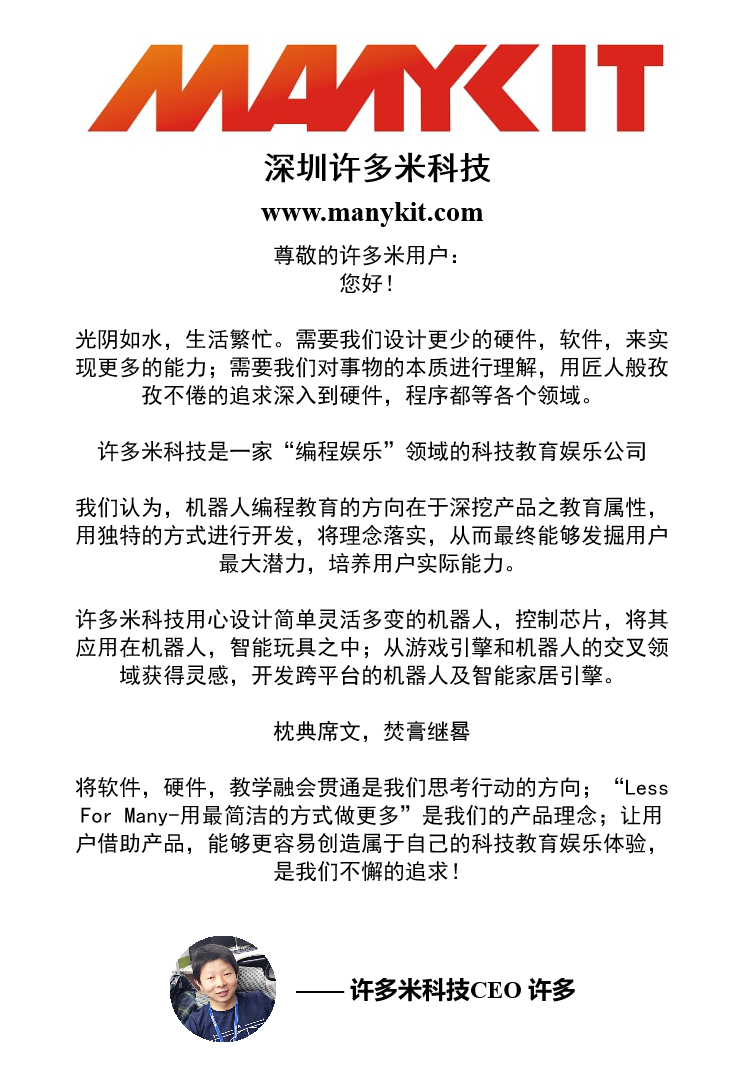 MANYKIT
深圳许多米科技
www.manykit.com
尊敬的许多米用户：
您好！
光阴如水，生活繁忙。需要我们设计更少的硬件，软件，来实
现更多的能力；需要我们对事物的本质进行理解，用匠人般孜
孜不倦的追求深入到硬件，程序都等各个领域。
许多米科技是一家“编程娱乐”领域的科技教育娱乐公司
我们认为，机器人编程教育的方向在于深挖产品之教育属性，
用独特的方式进行开发，将理念落实，从而最终能够发掘用户
最大潜力，培养用户实际能力。
许多米科技用心设计简单灵活多变的机器人，控制芯片，将其
应用在机器人，智能玩具之中；从游戏引擎和机器人的交叉领
域获得灵感，开发跨平台的机器人及智能家居引擎。
枕典席文，焚膏继晷
将软件，硬件，教学融会贯通是我们思考行动的方向；“Less
For Many-用最简洁的方式做更多”是我们的产品理念；让用
户借助产品，能够更容易创造属于自己的科技教育娱乐体验，
是我们不懈的追求！
—— 许多米科技CEO 许多